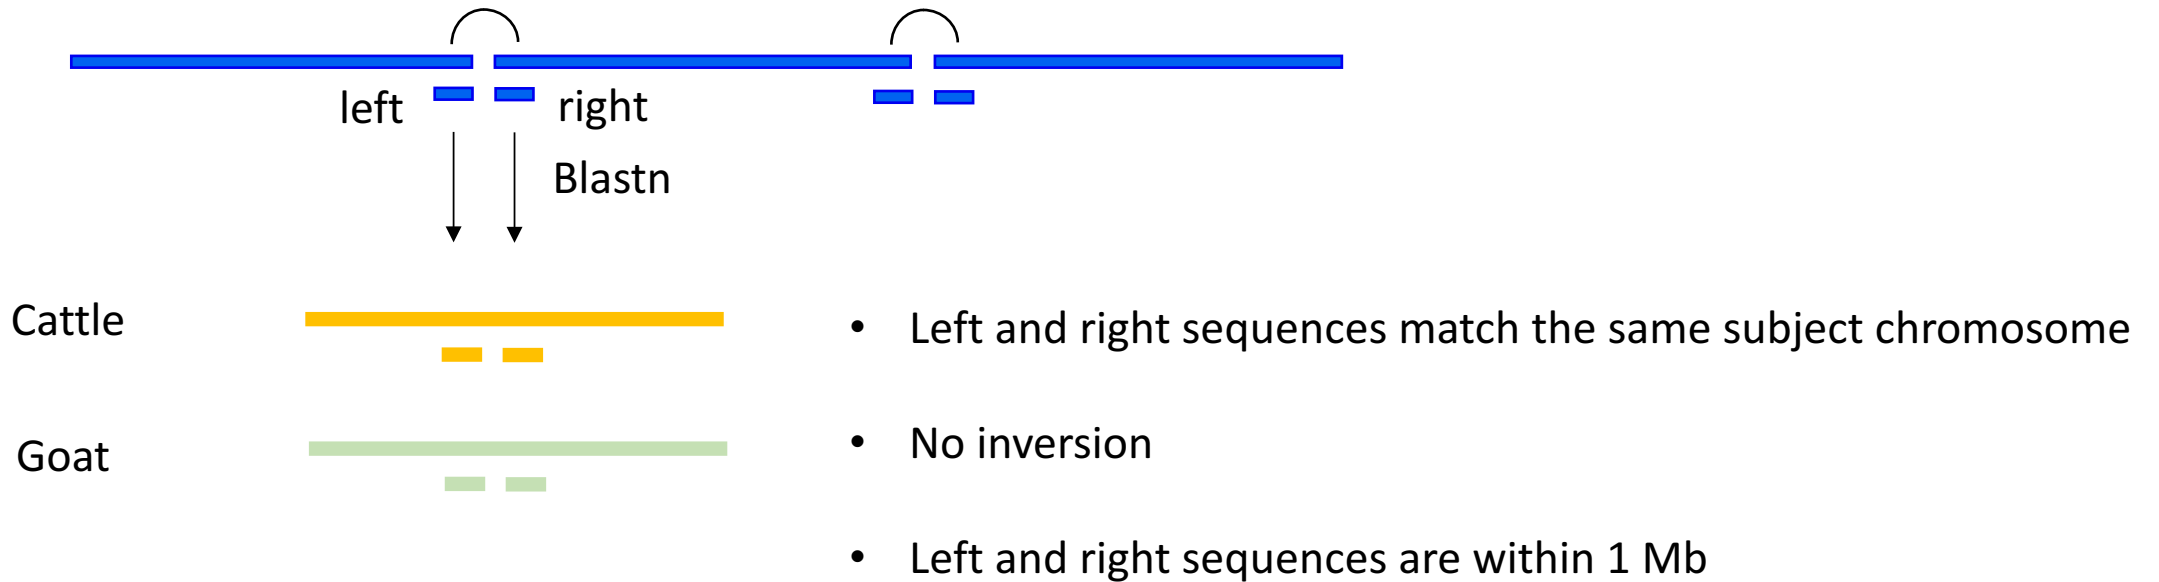 left
right
Blastn
Cattle
• Left and right sequences match the same subject chromosome
Goat
• No inversion
• Left and right sequences are within 1 Mb